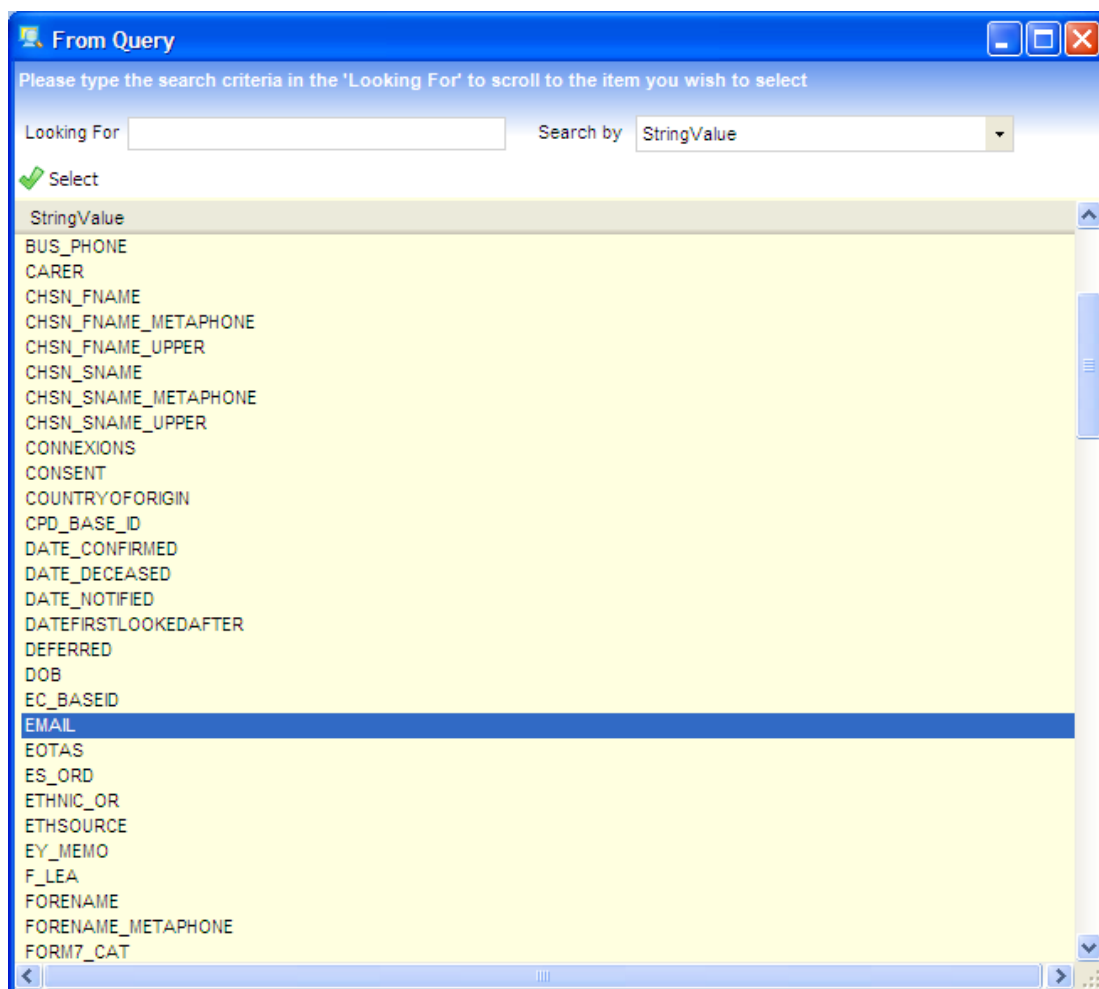 From Query
Please type the search criteria in the 'Looking For' to scroll to the item you wish to select
Looking For Search by StringValue
Select
StringValue
BUS_PHONE
CARER
CHSN_FNAME
CHSN_FNAME_METAPHONE
CHSN_FNAME_UPPER
CHSN_SNAME
CHSN_SNAME_METAPHONE
CHSN_SNAME_UPPER
CONNEXIONS
CONSENT
COUNTRYOFORIGIN
CPD_BASE_ID
DATE_CONFIRMED
DATE_DECEASED
DATE_NOTIFIED
DATEFIRSTLOOKEDAFTER
DEFERRED
DOB
EC_BASEID
EMAIL
EOTAS
ES_ORD
ETHNIC_OR
ETHSOURCE
EY_MEMO
F_LEA
FORENAME
FORENAME_METAPHONE
FORM7_CAT